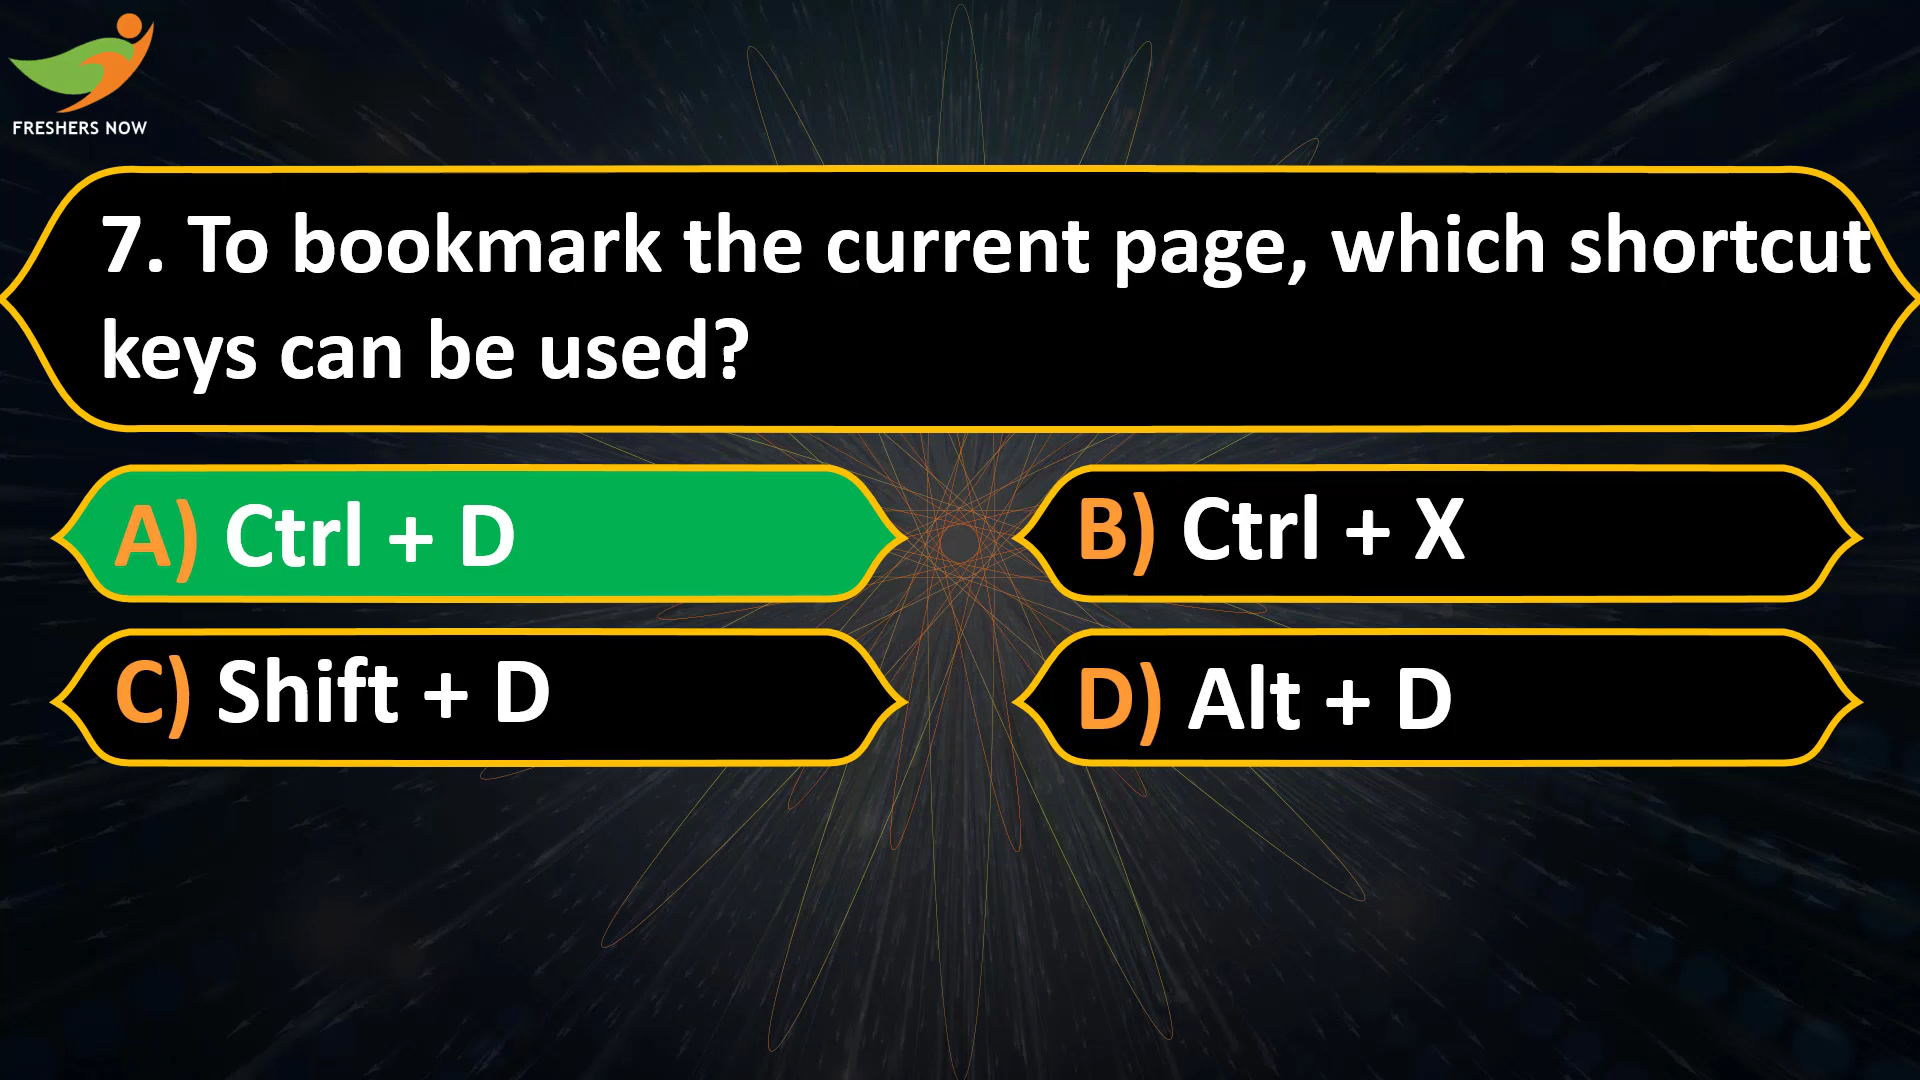 FRESHERS NOW
7. To bookmark the current page, which shortcut
keys can be used?
A) Ctrl + D
B) Ctrl + X
C) Shift + D
D) Alt + D